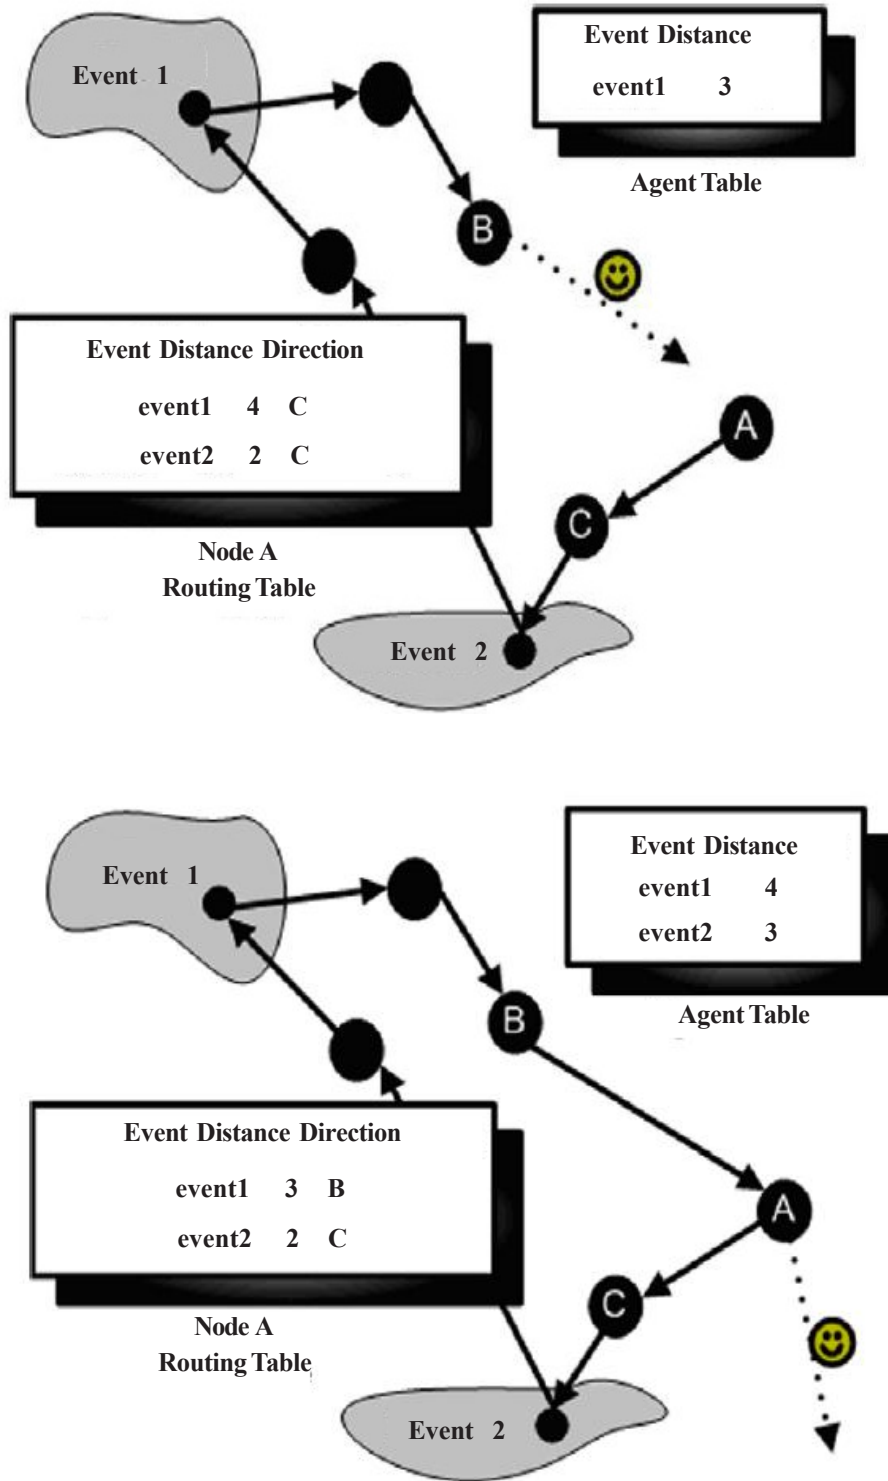 Event 1
Event Distance
event1 3
Agent Table
B
Event Distance Direction
event1 4 C
event2 2 C
A
C
Node A
Routing Table
Event 2
Event 1
Event Distance
event1 4
event2 3
Agent Table
B
Event Distance Direction
event1 3 B
event2 2 C
A
C
Node A
Routing Table
Event 2